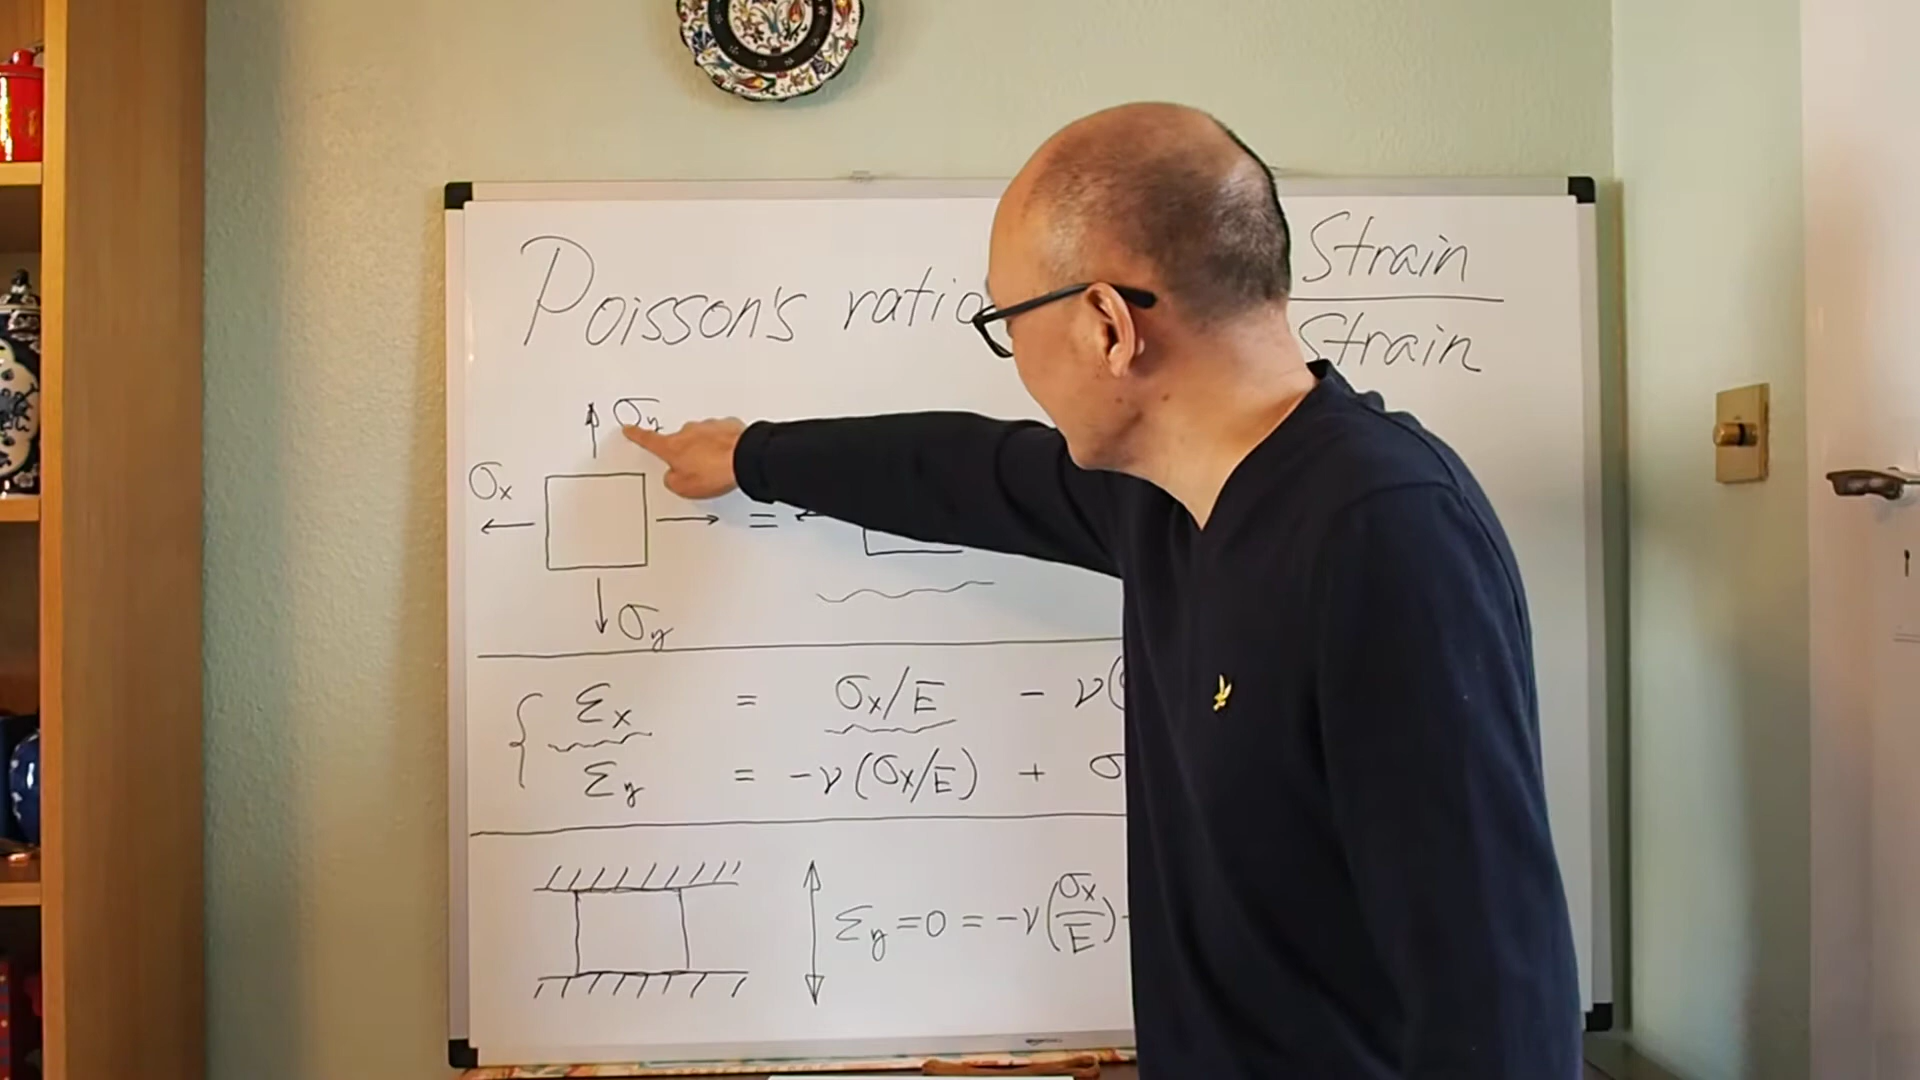 Poisson's ratio
Strain
Strain
σy
σx
=
σy
εx = σx/E - ν(
εy = -ν(σx/E) + σ
εy = 0 = -ν(σx/E)